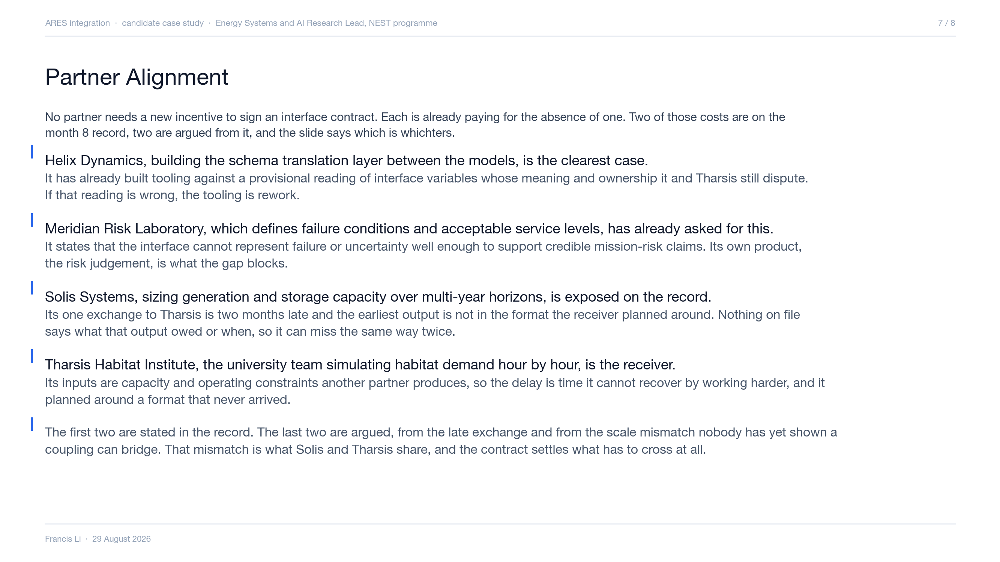 ARES integration · candidate case study · Energy Systems and AI Research Lead, NEST programme
7 / 8
Partner Alignment
No partner needs a new incentive to sign an interface contract. Each is already paying for the absence of one. Two of those costs are on the
month 8 record, two are argued from it, and the slide says which is whichters.
Helix Dynamics, building the schema translation layer between the models, is the clearest case.
It has already built tooling against a provisional reading of interface variables whose meaning and ownership it and Tharsis still dispute.
If that reading is wrong, the tooling is rework.
Meridian Risk Laboratory, which defines failure conditions and acceptable service levels, has already asked for this.
It states that the interface cannot represent failure or uncertainty well enough to support credible mission-risk claims. Its own product,
the risk judgement, is what the gap blocks.
Solis Systems, sizing generation and storage capacity over multi-year horizons, is exposed on the record.
Its one exchange to Tharsis is two months late and the earliest output is not in the format the receiver planned around. Nothing on file
says what that output owed or when, so it can miss the same way twice.
Tharsis Habitat Institute, the university team simulating habitat demand hour by hour, is the receiver.
Its inputs are capacity and operating constraints another partner produces, so the delay is time it cannot recover by working harder, and it
planned around a format that never arrived.
The first two are stated in the record. The last two are argued, from the late exchange and from the scale mismatch nobody has yet shown a
coupling can bridge. That mismatch is what Solis and Tharsis share, and the contract settles what has to cross at all.
Francis Li · 29 August 2026